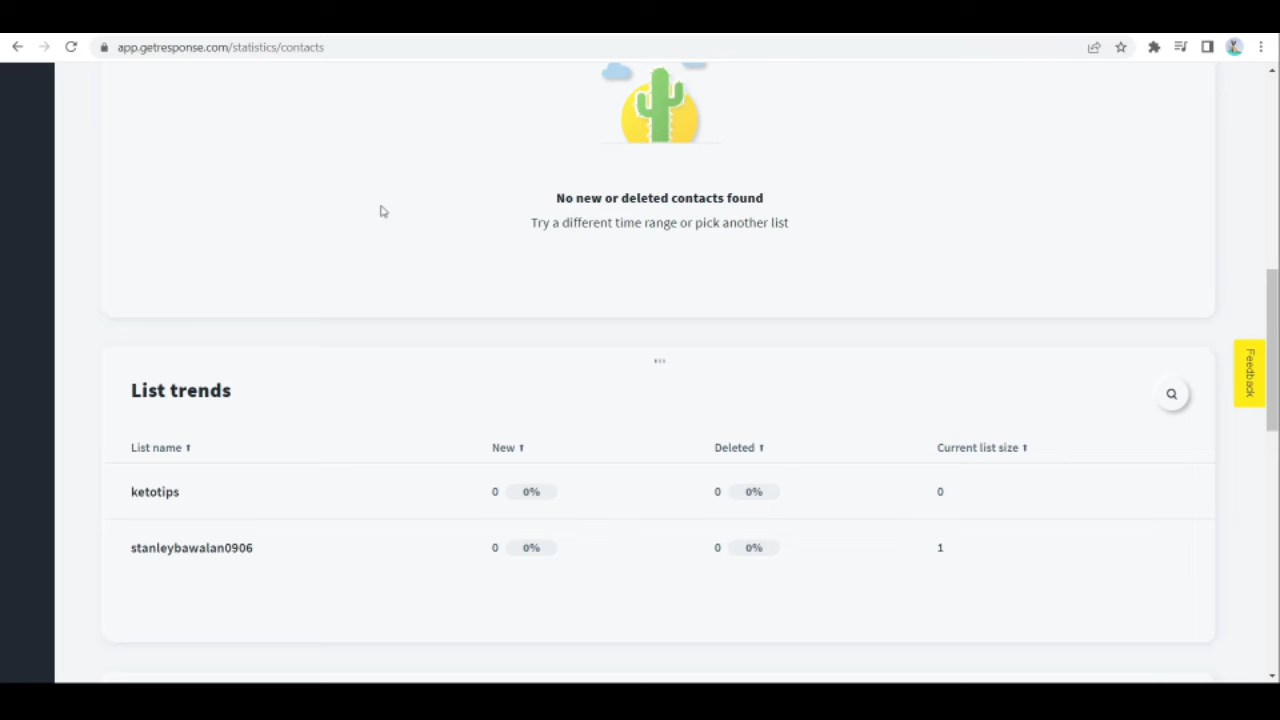 app.getresponse.com/statistics/contacts
No new or deleted contacts found
Try a different time range or pick another list
Feedback
List trends
List name ⬆ New ⬆ Deleted ⬆ Current list size ⬆
ketotips 0 0% 0 0% 0
stanleybawalan0906 0 0% 0 0% 1